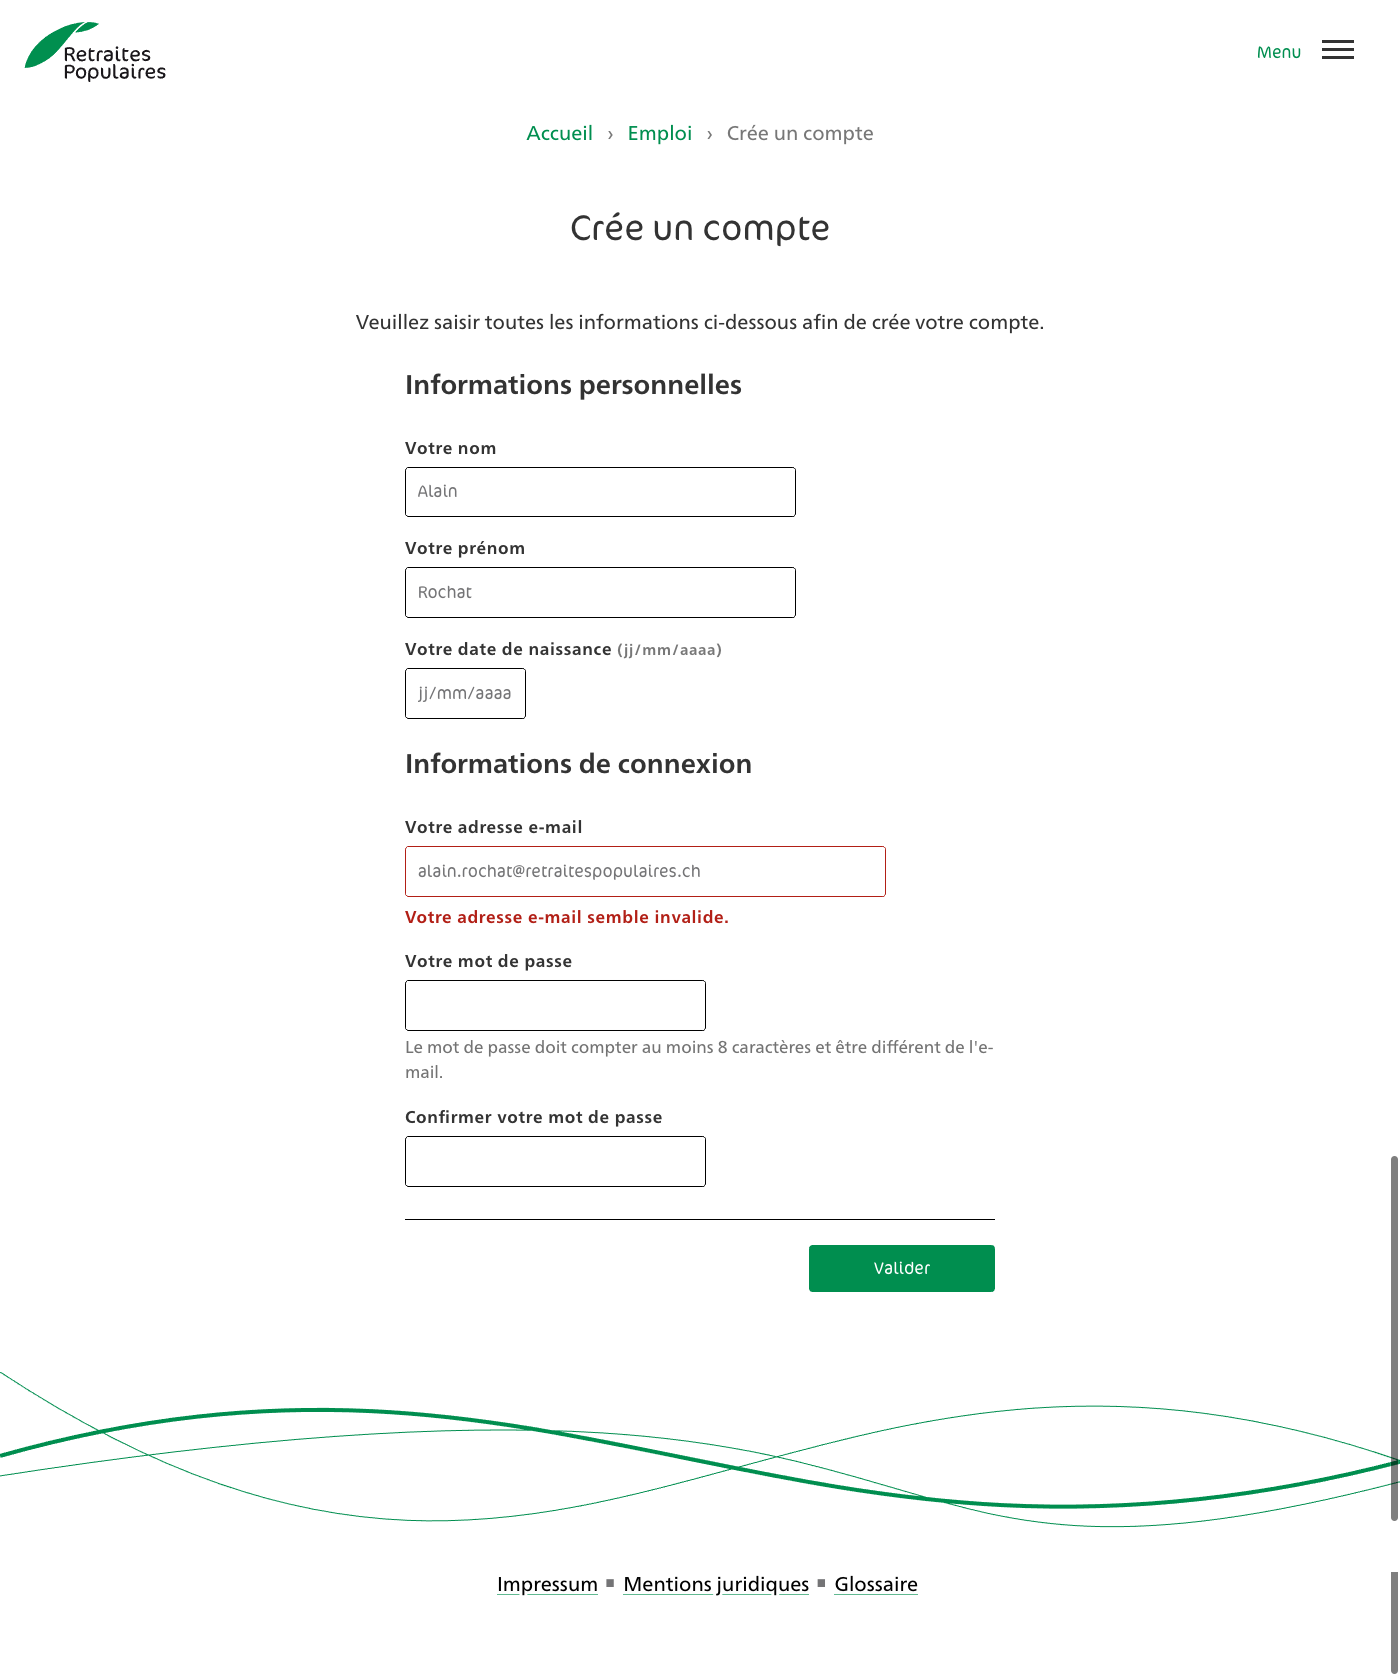 Retraites
Populaires
Menu
Accueil › Emploi › Crée un compte
Crée un compte
Veuillez saisir toutes les informations ci-dessous afin de crée votre compte.
Informations personnelles
Votre nom
Alain
Votre prénom
Rochat
Votre date de naissance (jj/mm/aaaa)
jj/mm/aaaa
Informations de connexion
Votre adresse e-mail
alain.rochat@retraitespopulaires.ch
Votre adresse e-mail semble invalide.
Votre mot de passe
Le mot de passe doit compter au moins 8 caractères et être différent de l'e-
mail.
Confirmer votre mot de passe
Valider
Impressum ▪ Mentions juridiques ▪ Glossaire